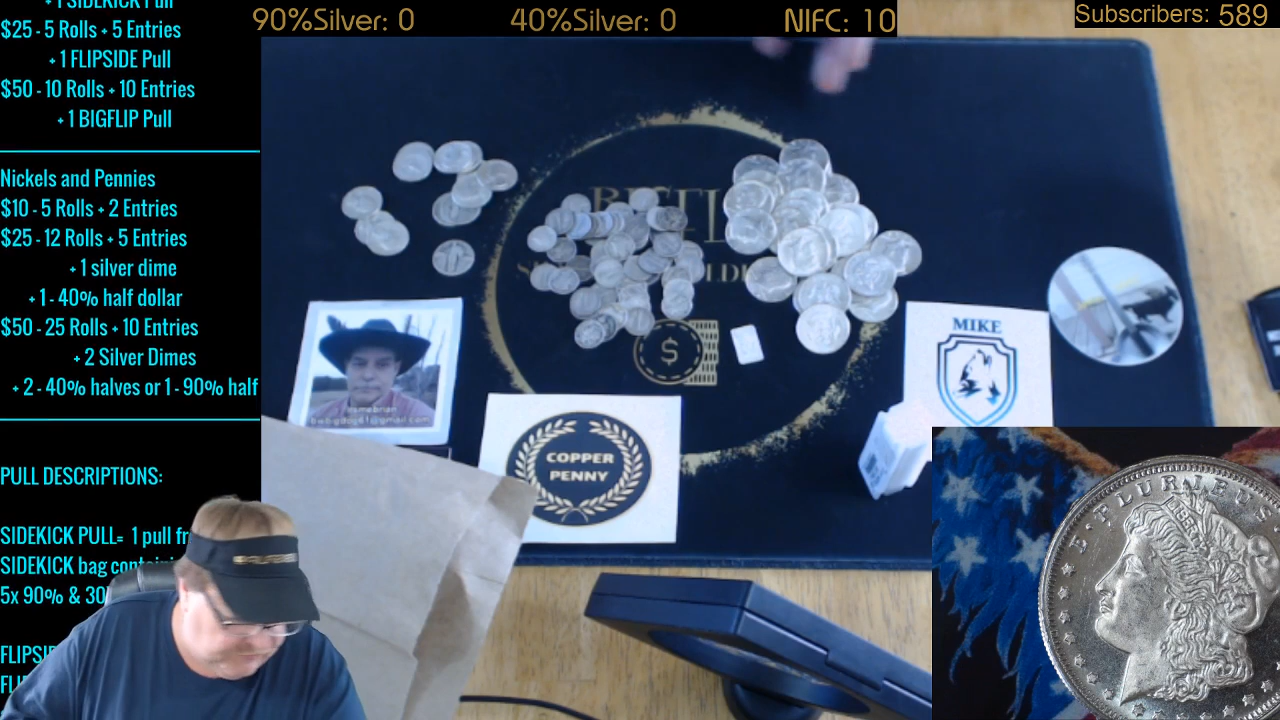 + 1 SIDEKICK Pull
$25 - 5 Rolls + 5 Entries
+ 1 FLIPSIDE Pull
$50 - 10 Rolls + 10 Entries
+ 1 BIGFLIP Pull
Nickels and Pennies
$10 - 5 Rolls + 2 Entries
$25 - 12 Rolls + 5 Entries
+ 1 silver dime
+ 1 - 40% half dollar
$50 - 25 Rolls + 10 Entries
+ 2 Silver Dimes
+ 2 - 40% halves or 1 - 90% half
PULL DESCRIPTIONS:
SIDEKICK PULL= 1 pull
SIDEKICK bag
5x 90% & 30
90%Silver: 0
40%Silver: 0
NIFC: 10
Subscribers: 589
$
MIKE
COPPER
PENNY
E·PLURIBUS